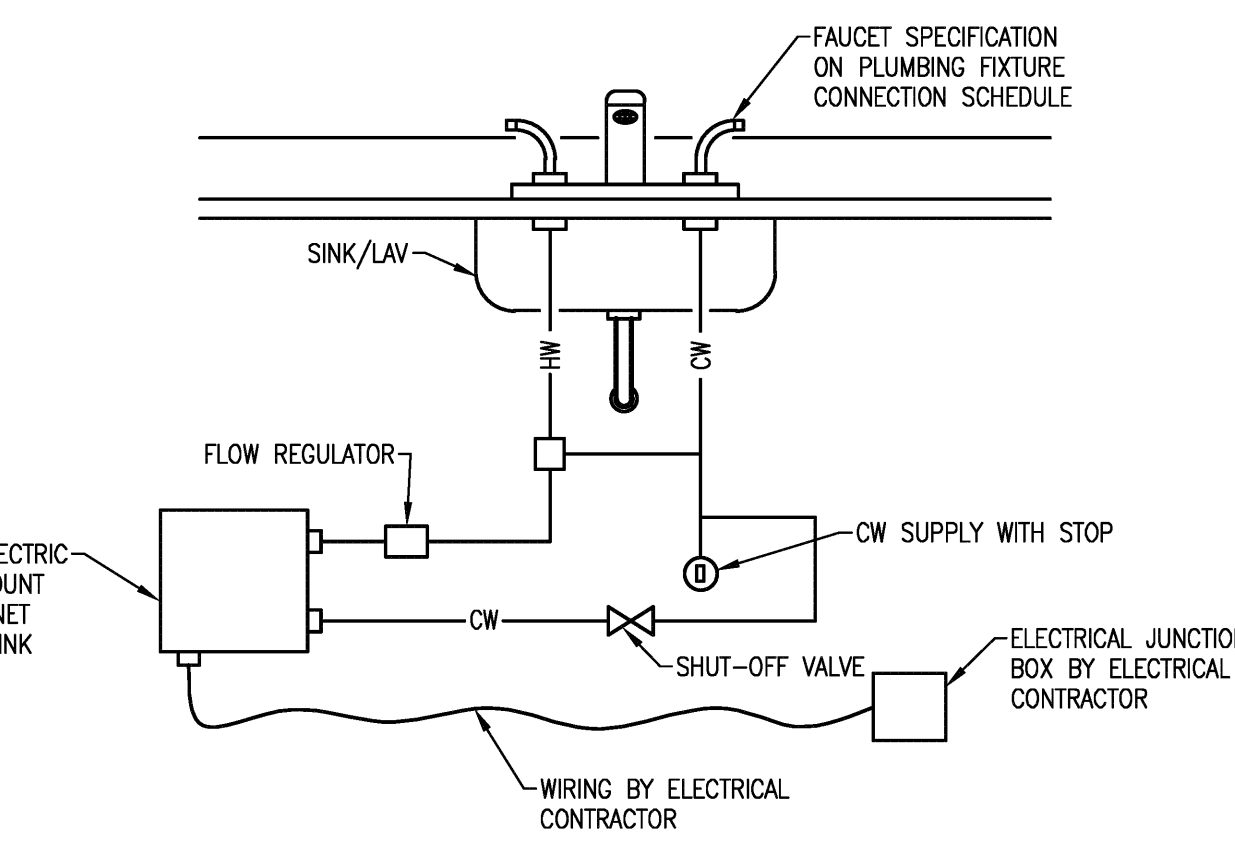 FAUCET SPECIFICATION
ON PLUMBING FIXTURE
CONNECTION SCHEDULE
SINK/LAV
HW
CW
FLOW REGULATOR
CW SUPPLY WITH STOP
CW
SHUT-OFF VALVE
ELECTRICAL
BOX BY ELECTRICAL
CONTRACTOR
WIRING BY ELECTRICAL
CONTRACTOR